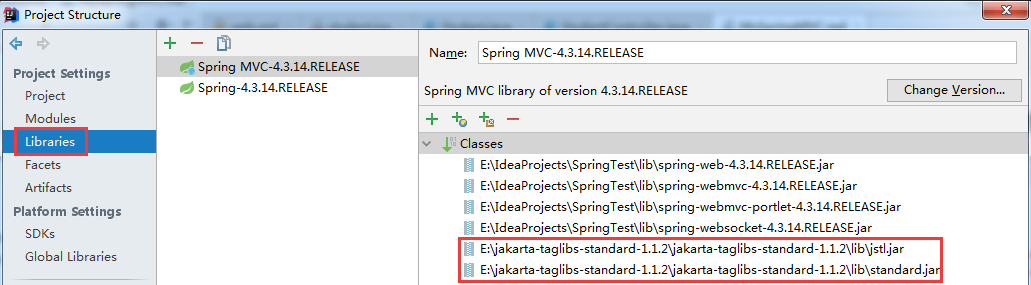 Project Structure
Project Settings
Project
Modules
Libraries
Facets
Artifacts
Platform Settings
SDKs
Global Libraries
Spring MVC-4.3.14.RELEASE
Spring-4.3.14.RELEASE
Name: Spring MVC-4.3.14.RELEASE
Spring MVC library of version 4.3.14.RELEASE
Change Version...
Classes
E:\IdeaProjects\SpringTest\lib\spring-web-4.3.14.RELEASE.jar
E:\IdeaProjects\SpringTest\lib\spring-webmvc-4.3.14.RELEASE.jar
E:\IdeaProjects\SpringTest\lib\spring-webmvc-portlet-4.3.14.RELEASE.jar
E:\IdeaProjects\SpringTest\lib\spring-websocket-4.3.14.RELEASE.jar
E:\jakarta-taglibs-standard-1.1.2\jakarta-taglibs-standard-1.1.2\lib\jstl.jar
E:\jakarta-taglibs-standard-1.1.2\jakarta-taglibs-standard-1.1.2\lib\standard.jar